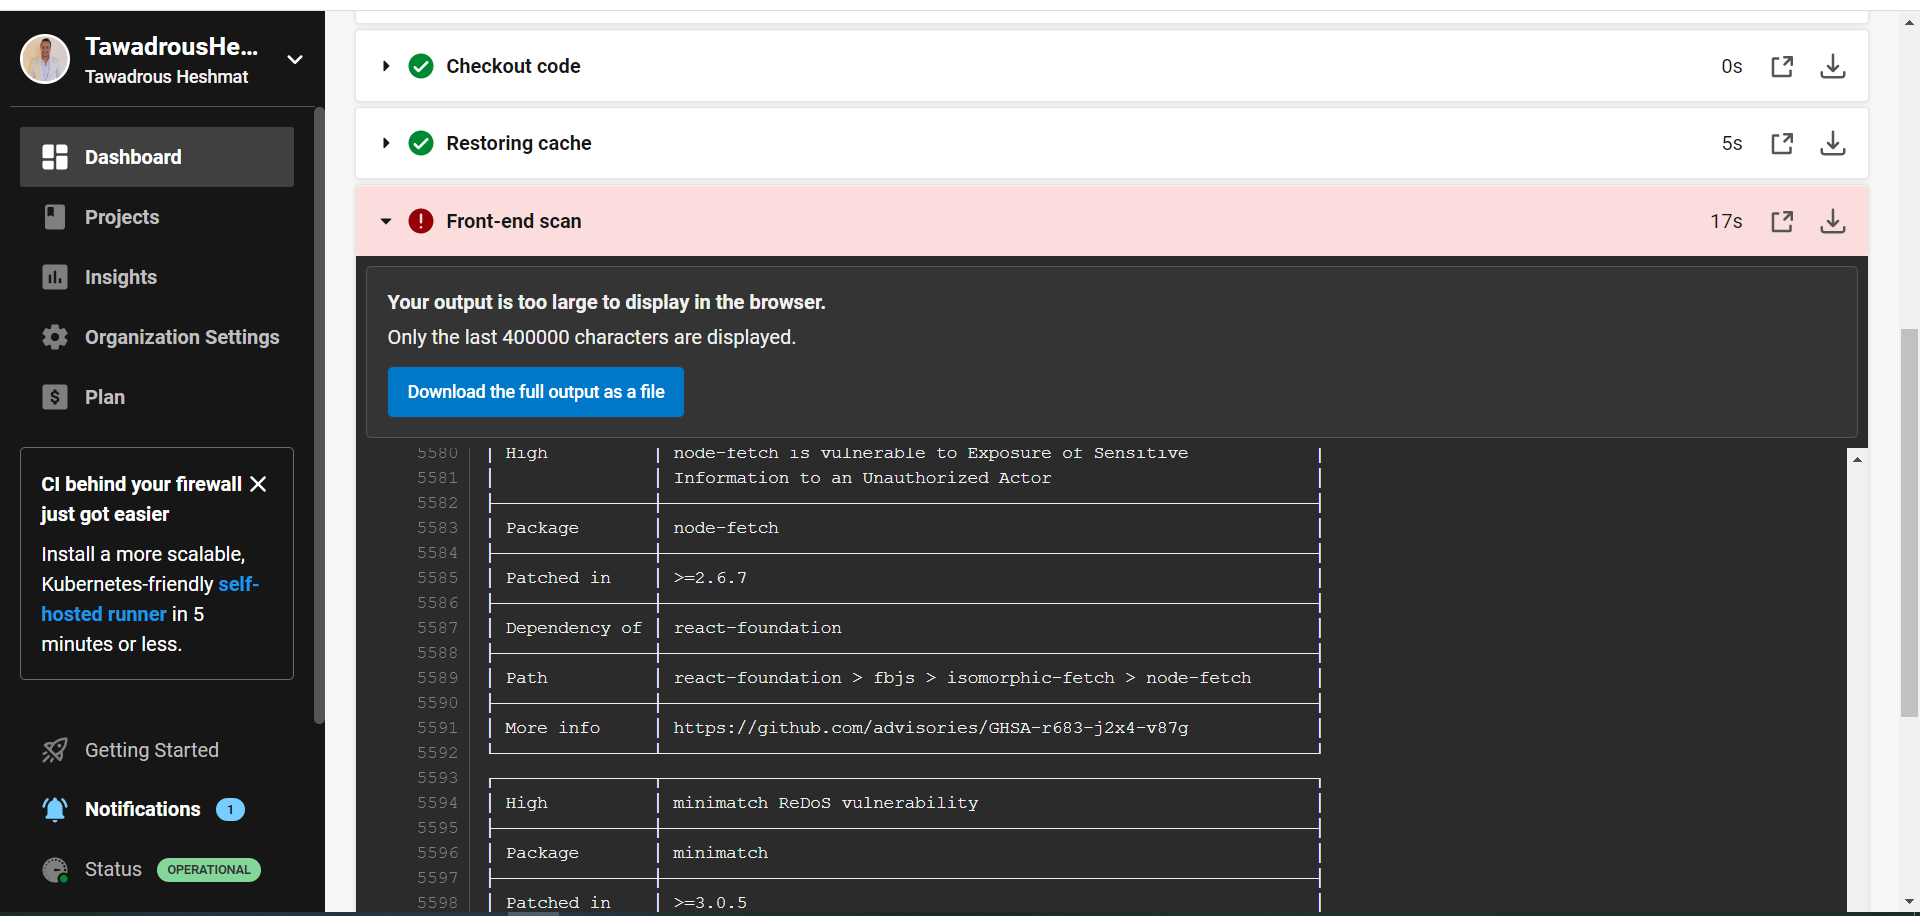 TawadrousHe...
Tawadrous Heshmat
Dashboard
Projects
Insights
Organization Settings
Plan
CI behind your firewall
just got easier
Install a more scalable,
Kubernetes-friendly self-
hosted runner in 5
minutes or less.
Getting Started
Notifications 1
Status OPERATIONAL
Checkout code 0s
Restoring cache 5s
Front-end scan 17s
Your output is too large to display in the browser.
Only the last 400000 characters are displayed.
Download the full output as a file
5580 │ High │ node-fetch is vulnerable to Exposure of Sensitive │
5581 │ │ Information to an Unauthorized Actor │
5582
5583 │ Package │ node-fetch │
5584
5585 │ Patched in │ >=2.6.7 │
5586
5587 │ Dependency of │ react-foundation │
5588
5589 │ Path │ react-foundation > fbjs > isomorphic-fetch > node-fetch │
5590
5591 │ More info │ https://github.com/advisories/GHSA-r683-j2x4-v87g │
5592
5593
5594 │ High │ minimatch ReDoS vulnerability │
5595
5596 │ Package │ minimatch │
5597
5598 │ Patched in │ >=3.0.5 │